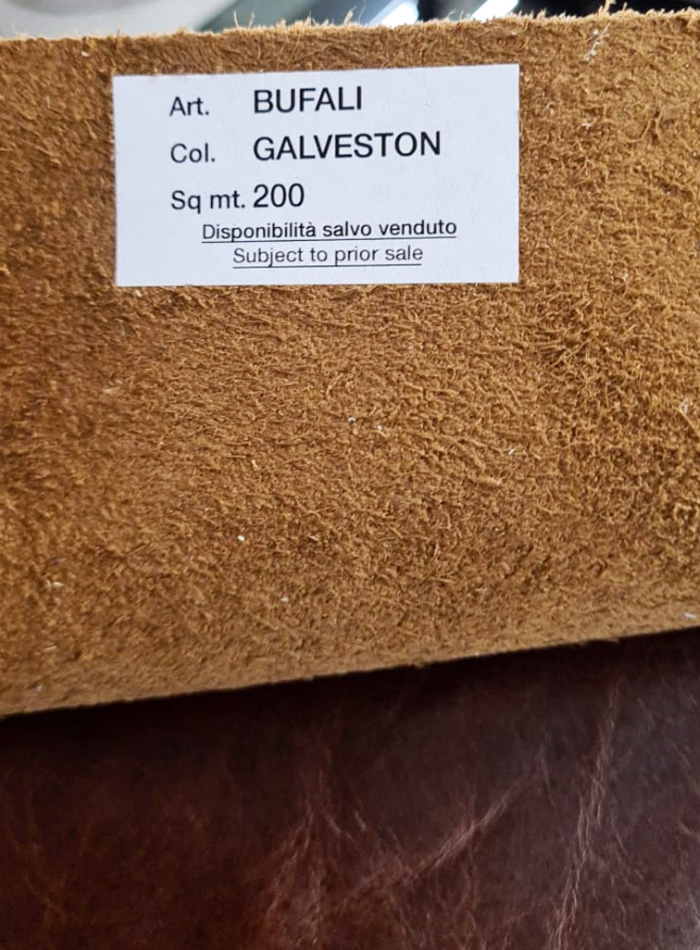 Art. BUFALI
Col. GALVESTON
Sq mt. 200
Disponibilità salvo venduto
Subject to prior sale